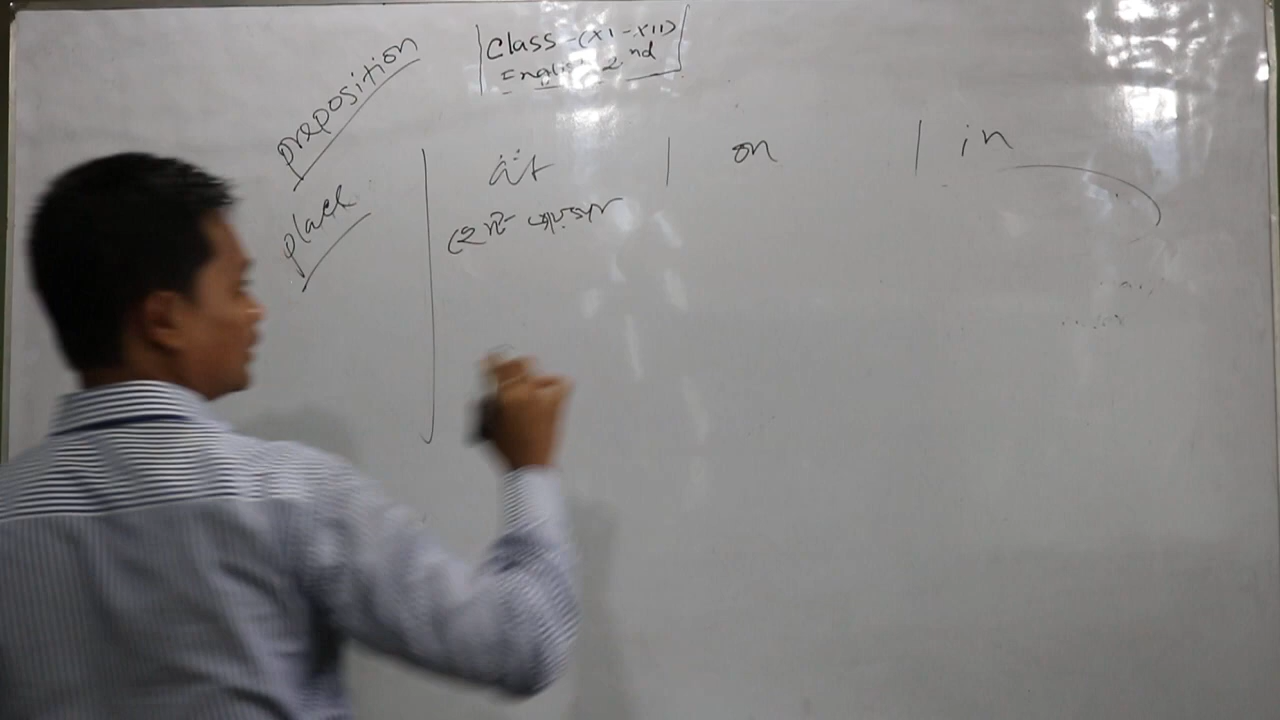 Class-(XI-XII)
English 2nd
preposition
place
at | on | in
ছোট জায়গা